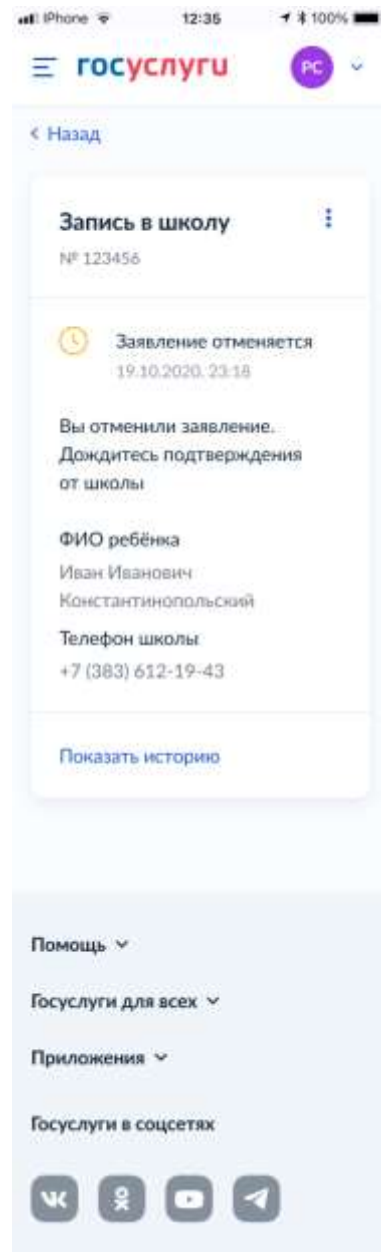 iPhone 12:35 100%
госуслуги РС
Назад
Запись в школу
№ 123456
Заявление отменяется
19.10.2020, 23:18
Вы отменили заявление.
Дождитесь подтверждения
от школы
ФИО ребёнка
Иван Иванович
Константинопольский
Телефон школы
+7 (383) 612-19-43
Показать историю
Помощь
Госуслуги для всех
Приложения
Госуслуги в соцсетях